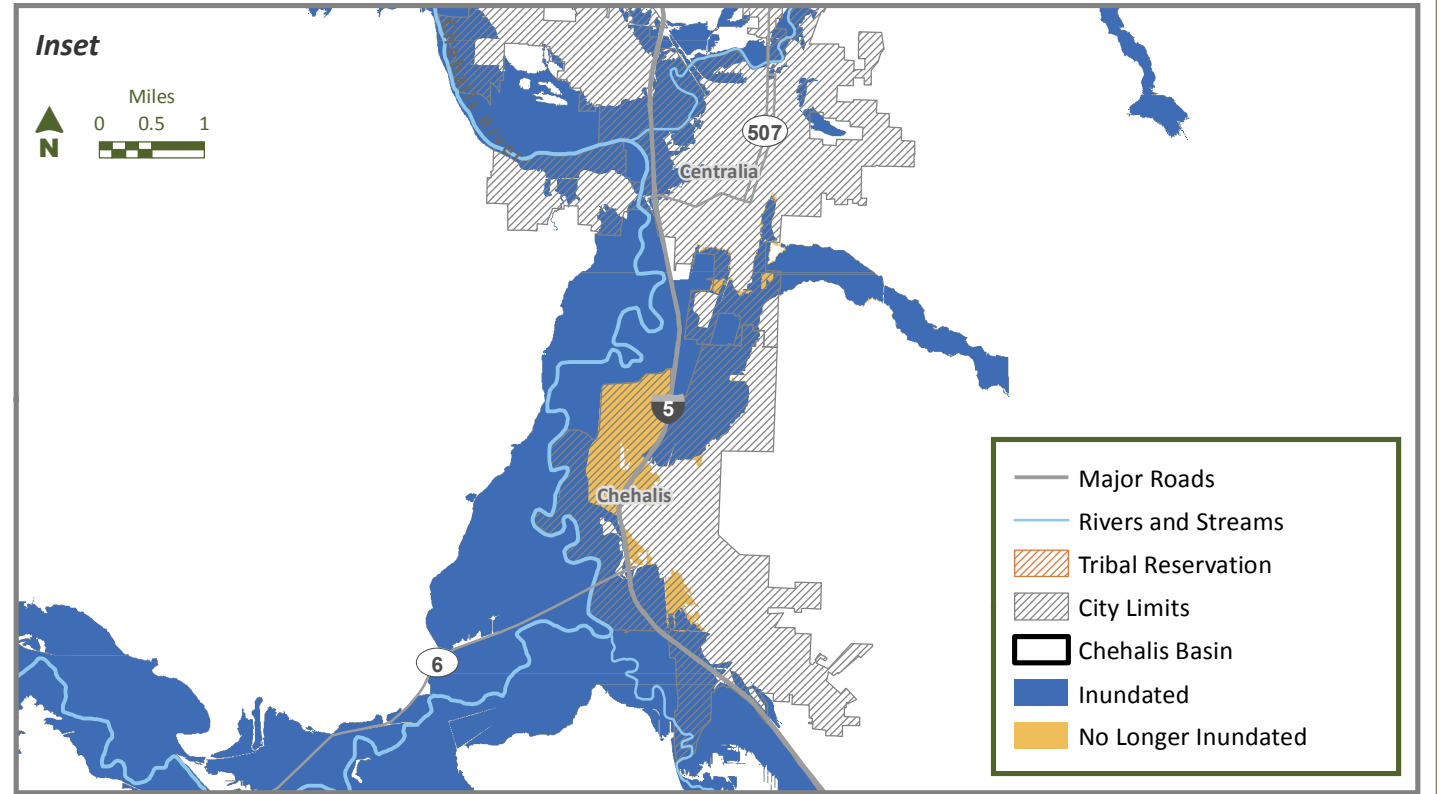 Inset
Miles
0 0.5 1
N
507
Centralia
5
Chehalis
6
Major Roads
Rivers and Streams
Tribal Reservation
City Limits
Chehalis Basin
Inundated
No Longer Inundated